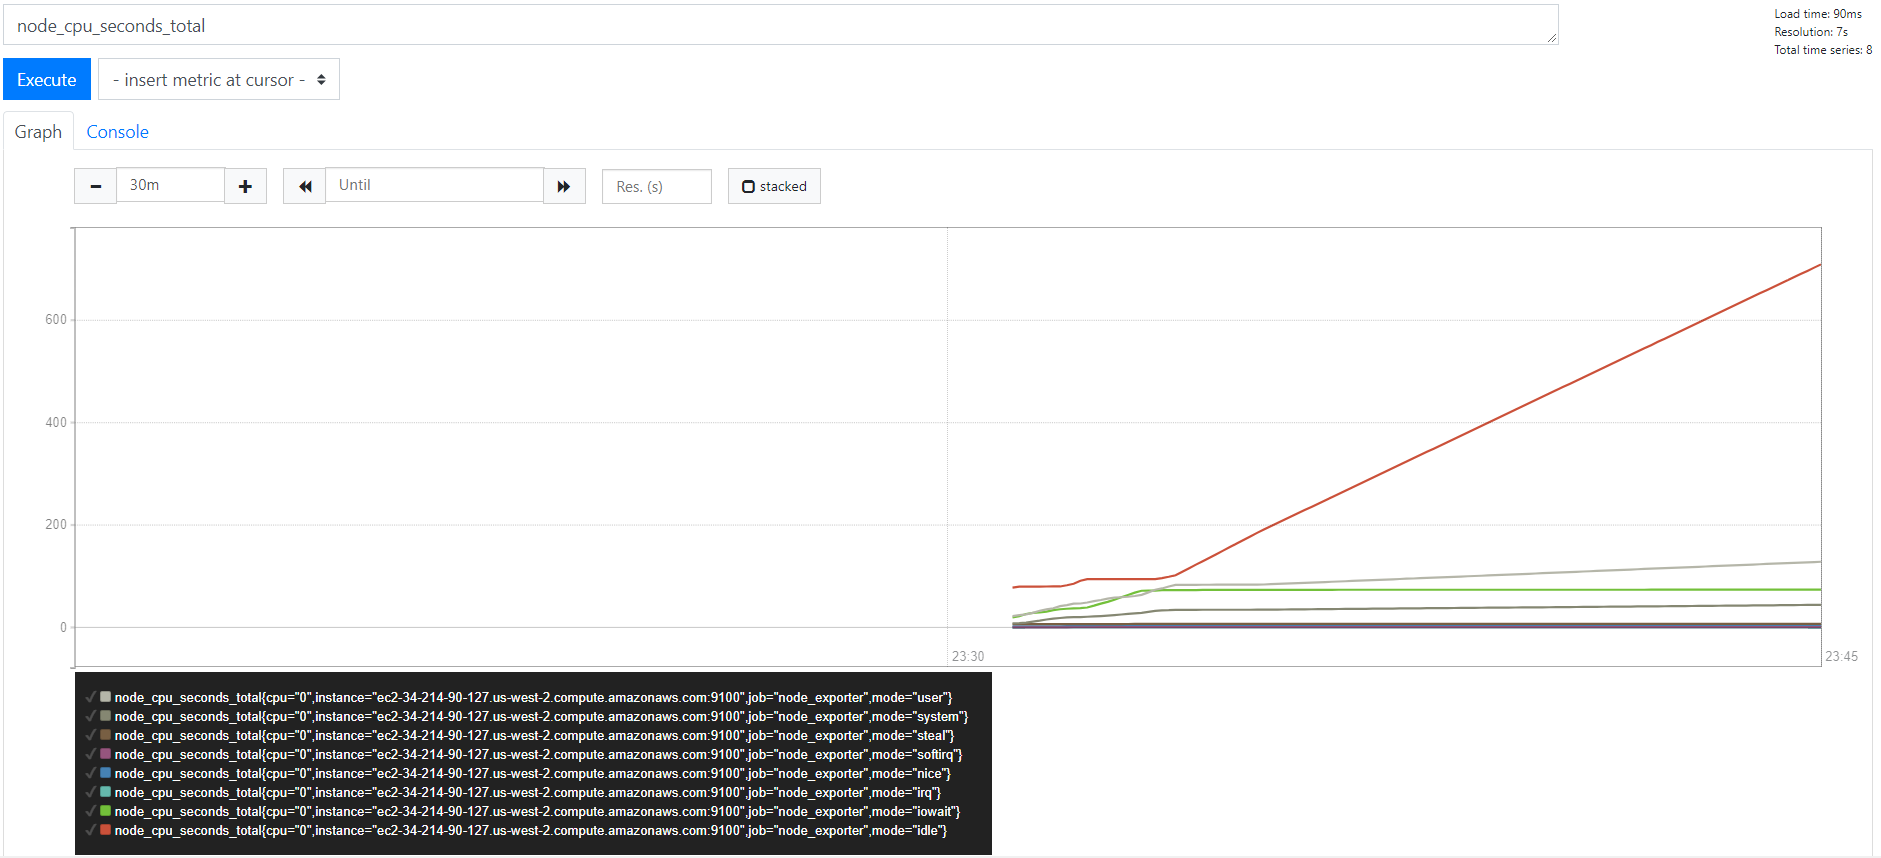 node_cpu_seconds_total
Load time: 90ms
Resolution: 7s
Total time series: 8
Execute
- insert metric at cursor -
Graph
Console
30m
Until
Res. (s)
stacked
600
400
200
0
23:30
23:45
node_cpu_seconds_total{cpu="0",instance="ec2-34-214-90-127.us-west-2.compute.amazonaws.com:9100",job="node_exporter",mode="user"}
node_cpu_seconds_total{cpu="0",instance="ec2-34-214-90-127.us-west-2.compute.amazonaws.com:9100",job="node_exporter",mode="system"}
node_cpu_seconds_total{cpu="0",instance="ec2-34-214-90-127.us-west-2.compute.amazonaws.com:9100",job="node_exporter",mode="steal"}
node_cpu_seconds_total{cpu="0",instance="ec2-34-214-90-127.us-west-2.compute.amazonaws.com:9100",job="node_exporter",mode="softirq"}
node_cpu_seconds_total{cpu="0",instance="ec2-34-214-90-127.us-west-2.compute.amazonaws.com:9100",job="node_exporter",mode="nice"}
node_cpu_seconds_total{cpu="0",instance="ec2-34-214-90-127.us-west-2.compute.amazonaws.com:9100",job="node_exporter",mode="irq"}
node_cpu_seconds_total{cpu="0",instance="ec2-34-214-90-127.us-west-2.compute.amazonaws.com:9100",job="node_exporter",mode="iowait"}
node_cpu_seconds_total{cpu="0",instance="ec2-34-214-90-127.us-west-2.compute.amazonaws.com:9100",job="node_exporter",mode="idle"}